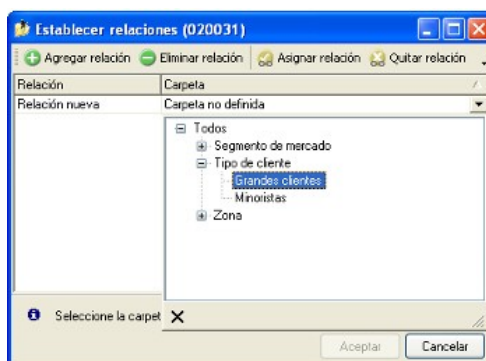 Establecer relaciones (020031)
Agregar relación Eliminar relación Asignar relación Quitar relación
Relación Carpeta
Relación nueva Carpeta no definida
Todos
Segmento de mercado
Tipo de cliente
Grandes clientes
Minoristas
Zona
Seleccione la carpet
Aceptar Cancelar